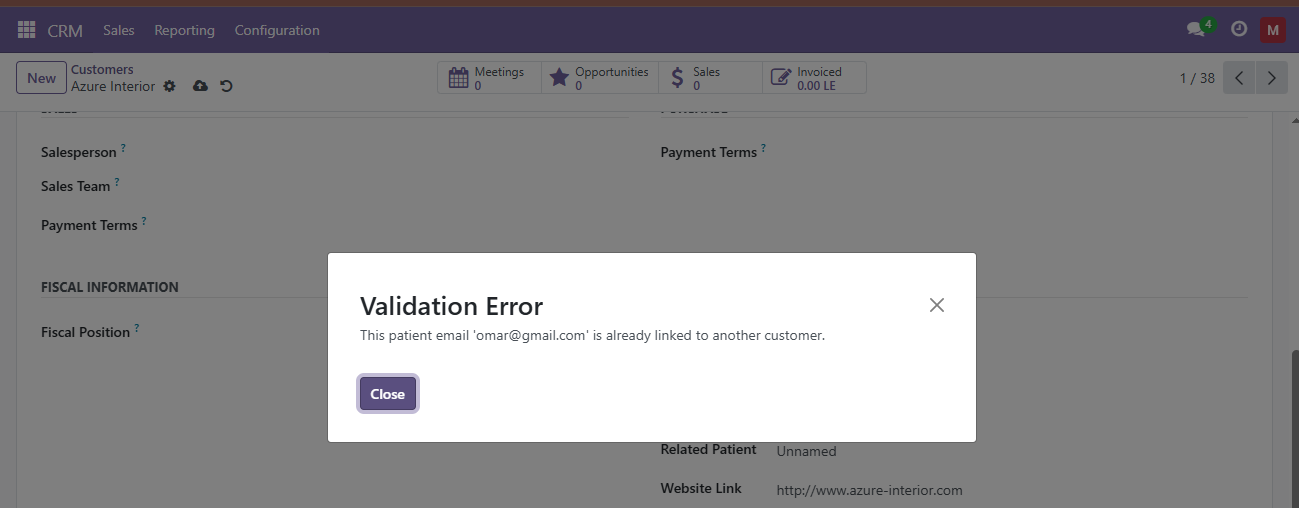 CRM Sales Reporting Configuration 4 M
New Customers
Azure Interior
Meetings
0
Opportunities
0
Sales
0
Invoiced
0.00 LE
1 / 38
Salesperson ?
Payment Terms ?
Sales Team ?
Payment Terms ?
FISCAL INFORMATION
Fiscal Position ?
Validation Error
This patient email 'omar@gmail.com' is already linked to another customer.
Close
Related Patient Unnamed
Website Link http://www.azure-interior.com